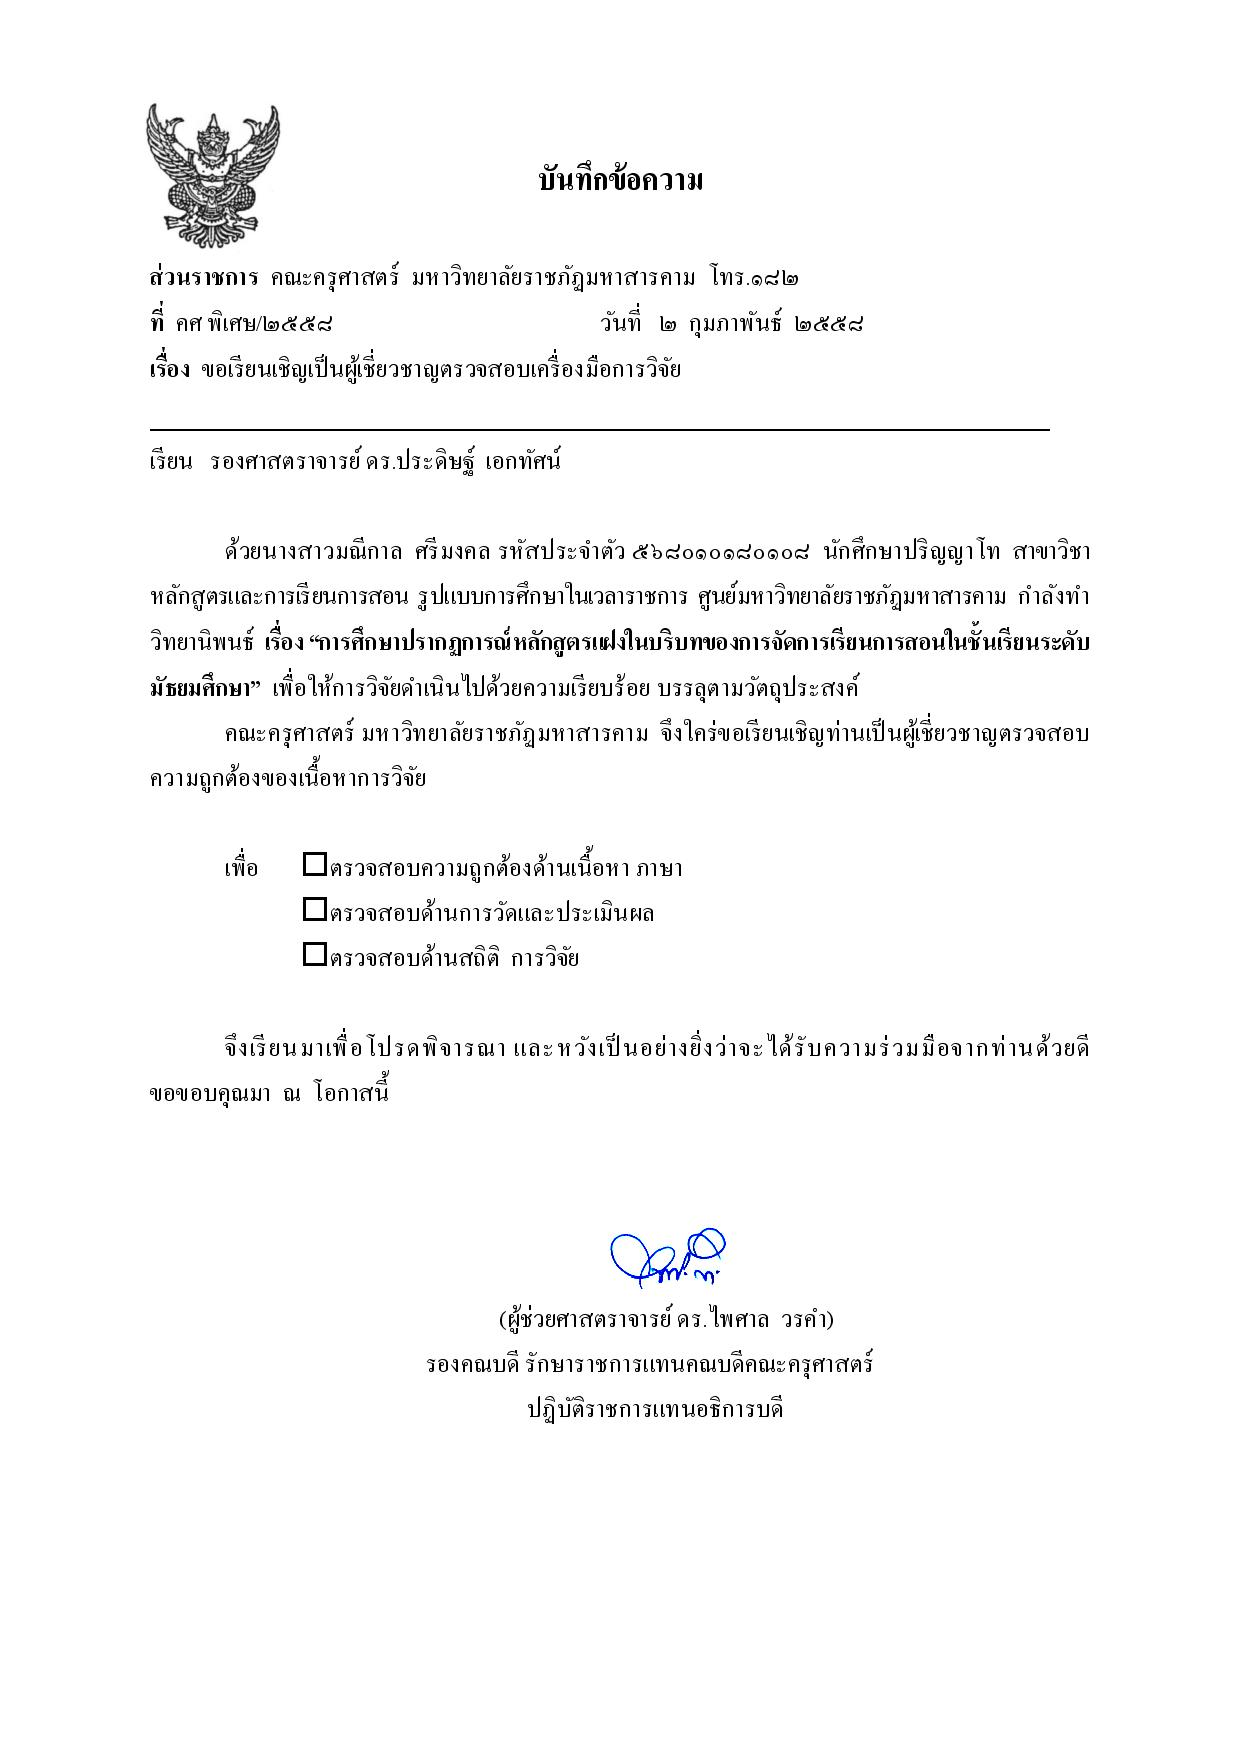 บันทึกข้อความ
ส่วนราชการ คณะครุศาสตร์ มหาวิทยาลัยราชภัฏมหาสารคาม โทร.๑๘๒
ที่ คศ พิเศษ/๒๕๕๘ วันที่ ๒ กุมภาพันธ์ ๒๕๕๘
เรื่อง ขอเรียนเชิญเป็นผู้เชี่ยวชาญตรวจสอบเครื่องมือการวิจัย
เรียน รองศาสตราจารย์ ดร.ประดิษฐ์ เอกทัศน์
ด้วยนางสาวมณีกาล ศรีมงคล รหัสประจำตัว ๕๖๘๐๑๐๑๘๐๑๐๘ นักศึกษาปริญญาโท สาขาวิชา
หลักสูตรและการเรียนการสอน รูปแบบการศึกษาในเวลาราชการ ศูนย์มหาวิทยาลัยราชภัฏมหาสารคาม กำลังทำ
วิทยานิพนธ์ เรื่อง “การศึกษาปรากฏการณ์หลักสูตรแฝงในบริบทของการจัดการเรียนการสอนในชั้นเรียนระดับ
มัธยมศึกษา” เพื่อให้การวิจัยดำเนินไปด้วยความเรียบร้อย บรรลุตามวัตถุประสงค์
คณะครุศาสตร์ มหาวิทยาลัยราชภัฏมหาสารคาม จึงใคร่ขอเรียนเชิญท่านเป็นผู้เชี่ยวชาญตรวจสอบ
ความถูกต้องของเนื้อหาการวิจัย
เพื่อ ☐ตรวจสอบความถูกต้องด้านเนื้อหา ภาษา
☐ตรวจสอบด้านการวัดและประเมินผล
☐ตรวจสอบด้านสถิติ การวิจัย
จึงเรียนมาเพื่อโปรดพิจารณา และหวังเป็นอย่างยิ่งว่าจะได้รับความร่วมมือจากท่านด้วยดี
ขอขอบคุณมา ณ โอกาสนี้
(ผู้ช่วยศาสตราจารย์ ดร.ไพศาล วรคำ)
รองคณบดี รักษาราชการแทนคณบดีคณะครุศาสตร์
ปฏิบัติราชการแทนอธิการบดี